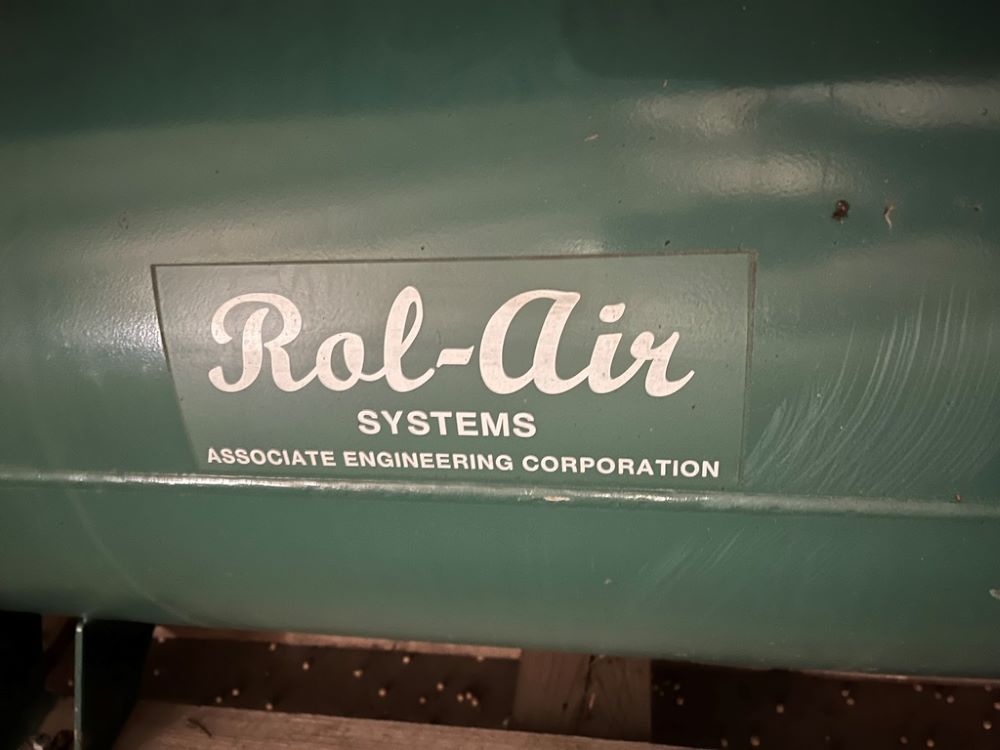 Rol-Air
SYSTEMS
ASSOCIATE ENGINEERING CORPORATION